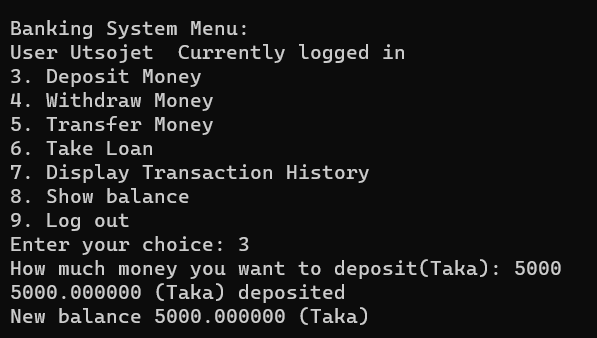 Banking System Menu:
User Utsojet  Currently logged in
3. Deposit Money
4. Withdraw Money
5. Transfer Money
6. Take Loan
7. Display Transaction History
8. Show balance
9. Log out
Enter your choice: 3
How much money you want to deposit(Taka): 5000
5000.000000 (Taka) deposited
New balance 5000.000000 (Taka)